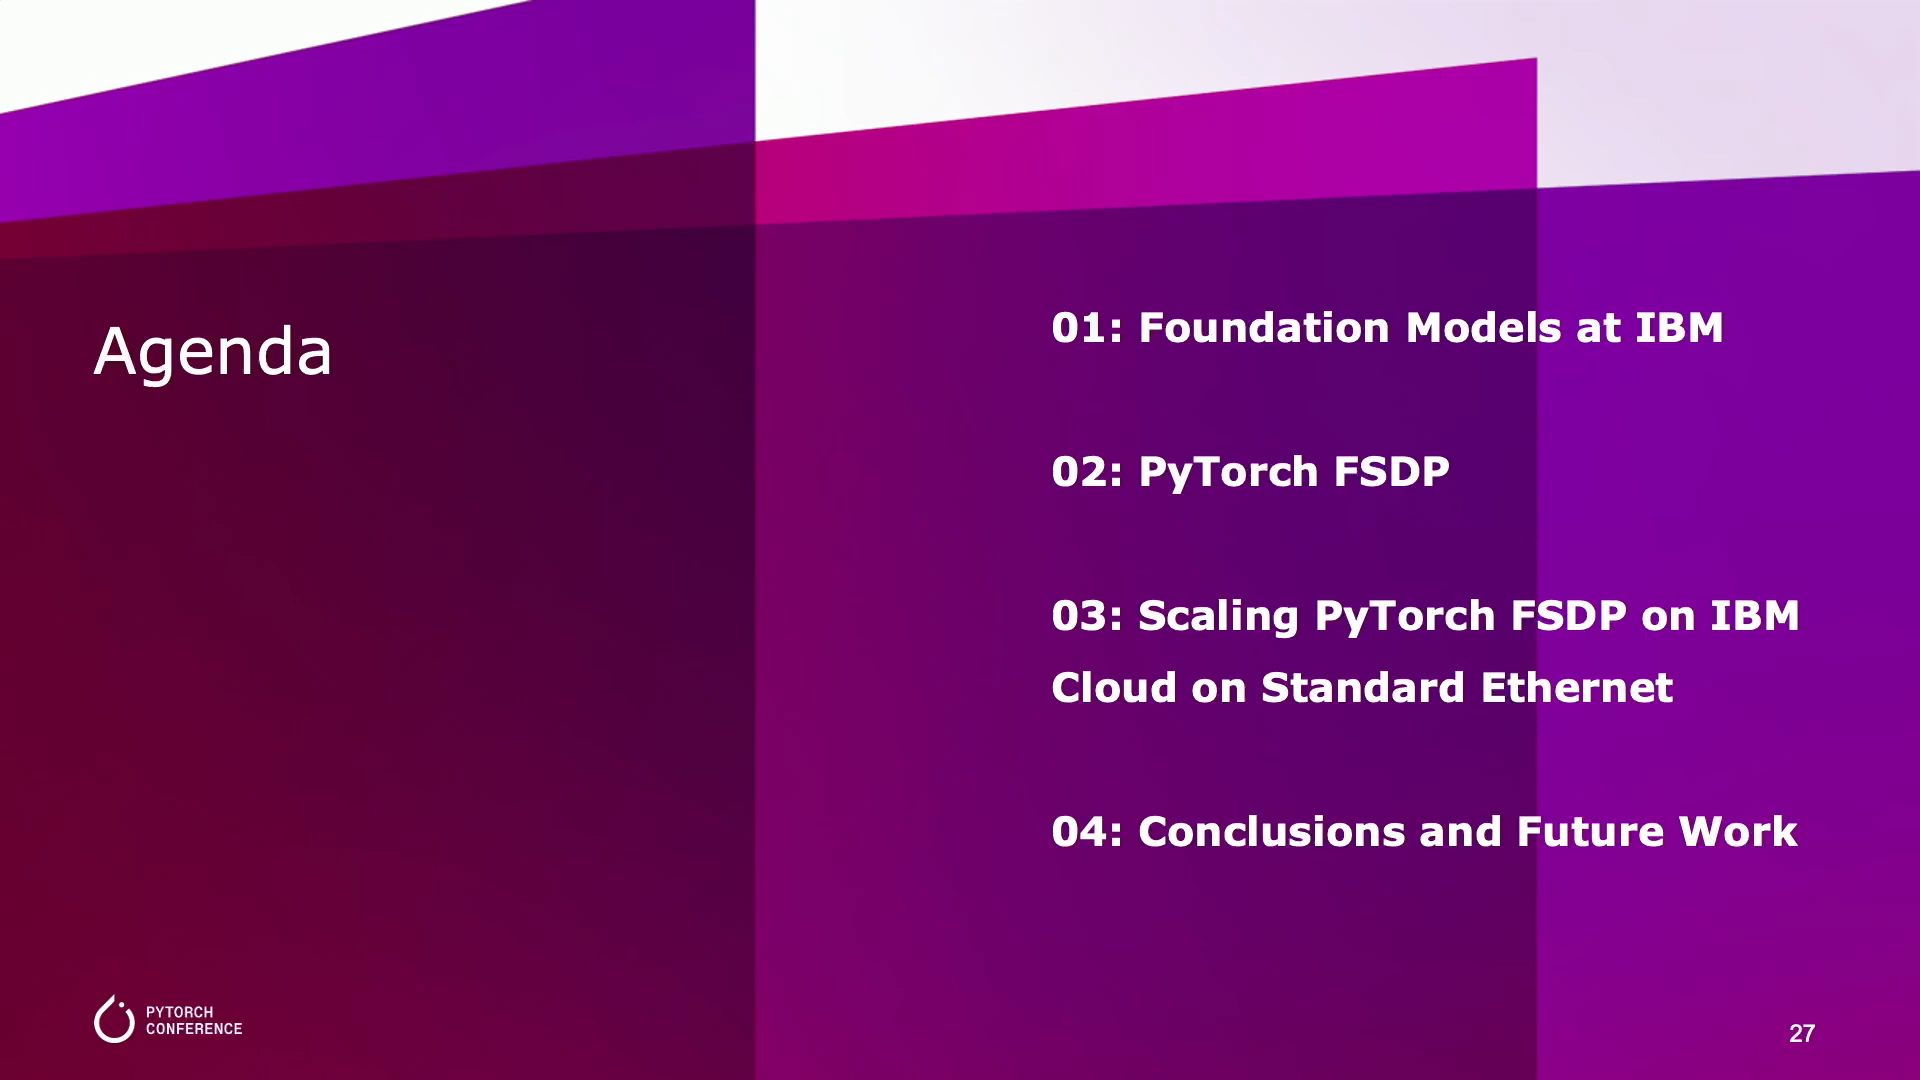 Agenda
01: Foundation Models at IBM
02: PyTorch FSDP
03: Scaling PyTorch FSDP on IBM
Cloud on Standard Ethernet
04: Conclusions and Future Work
PYTORCH
CONFERENCE
27